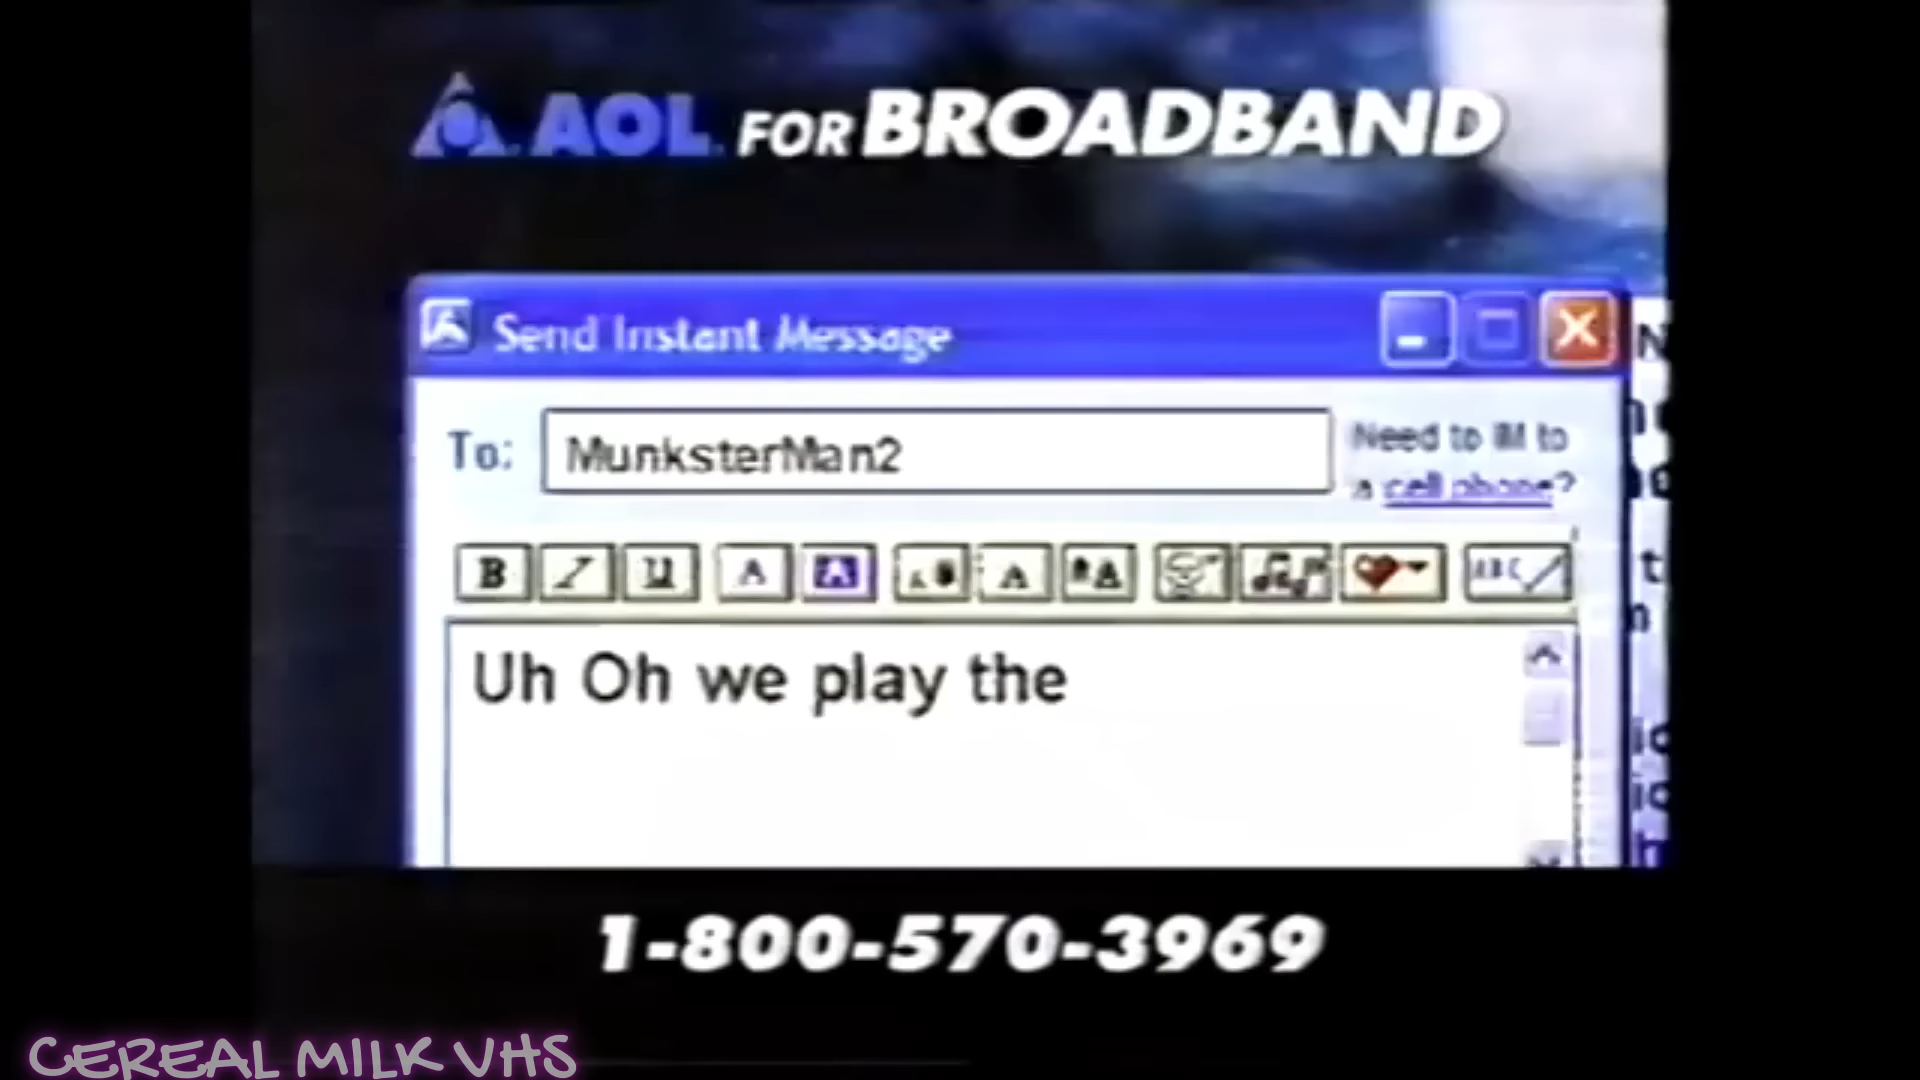 AOL FOR BROADBAND
Send Instant Message
To: MunksterMan2
Need to IM to
a cell phone?
B I U A A A A A ABC
Uh Oh we play the
1-800-570-3969
CEREAL MILK VHS